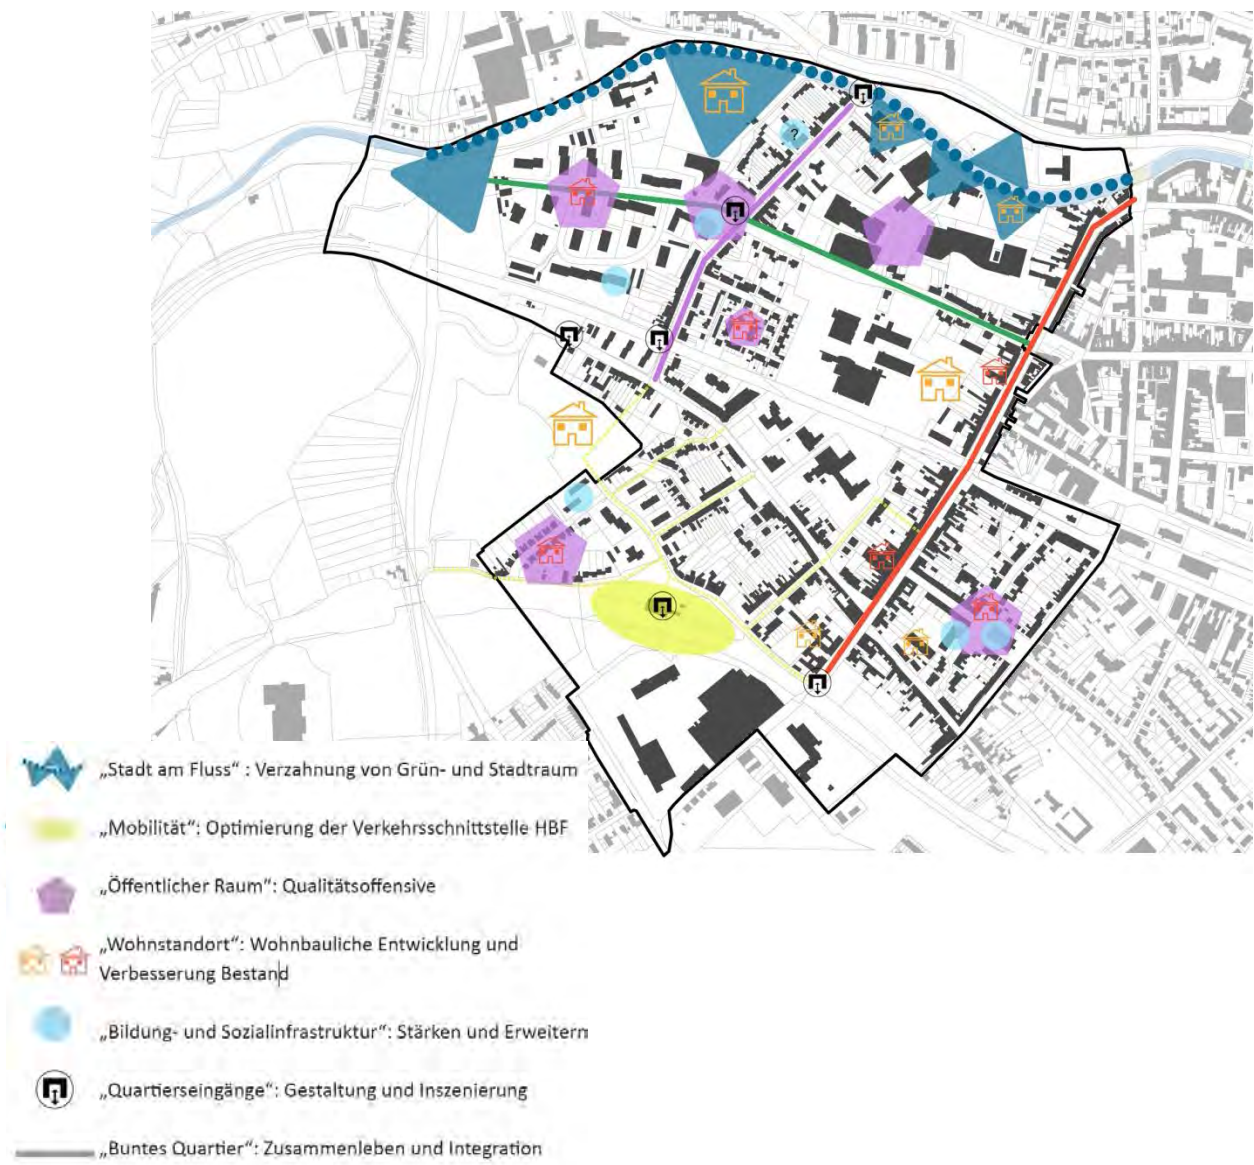 ?
„Stadt am Fluss“ : Verzahnung von Grün- und Stadtraum
„Mobilität“: Optimierung der Verkehrsschnittstelle HBF
„Öffentlicher Raum“: Qualitätsoffensive
„Wohnstandort“: Wohnbauliche Entwicklung und
Verbesserung Bestand
„Bildung- und Sozialinfrastruktur“: Stärken und Erweitern
„Quartierseingänge“: Gestaltung und Inszenierung
„Buntes Quartier“: Zusammenleben und Integration